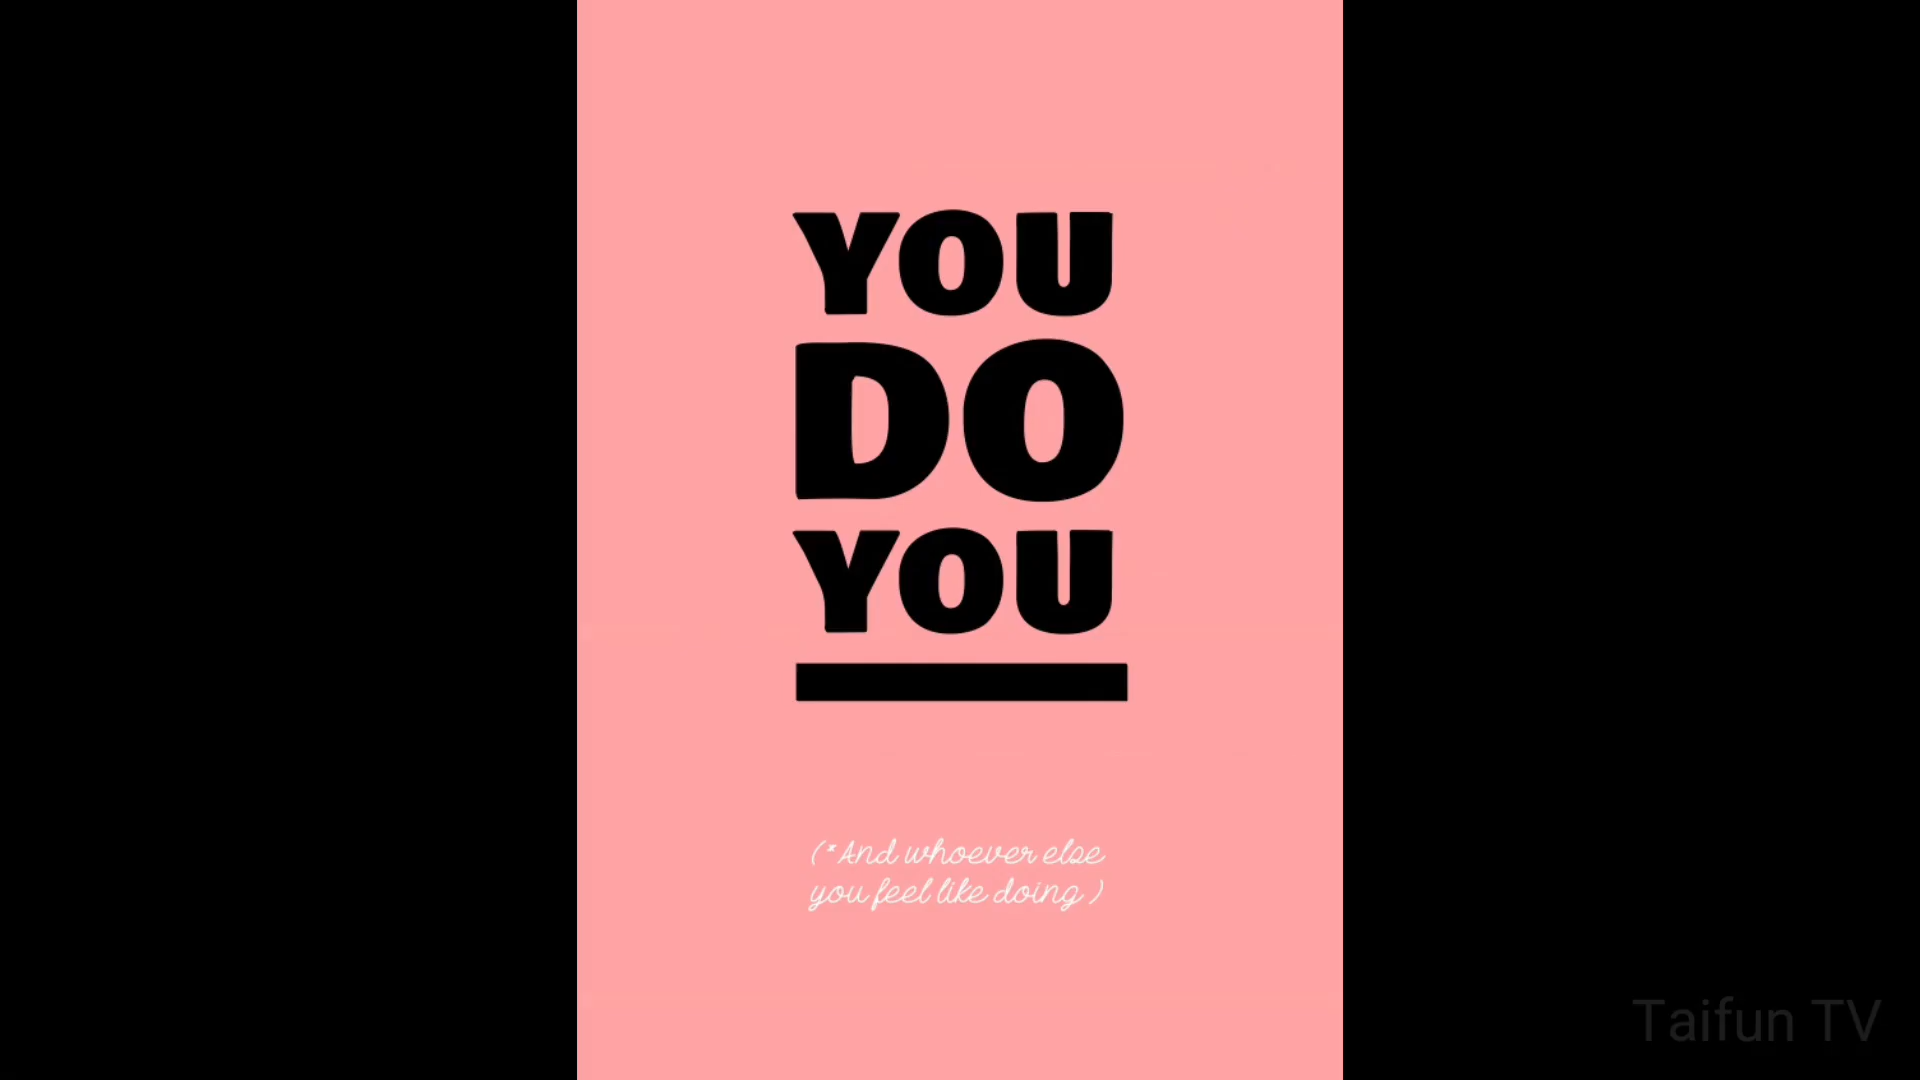 YOU
DO
YOU
(*And whoever else
you feel like doing)
Taifun TV